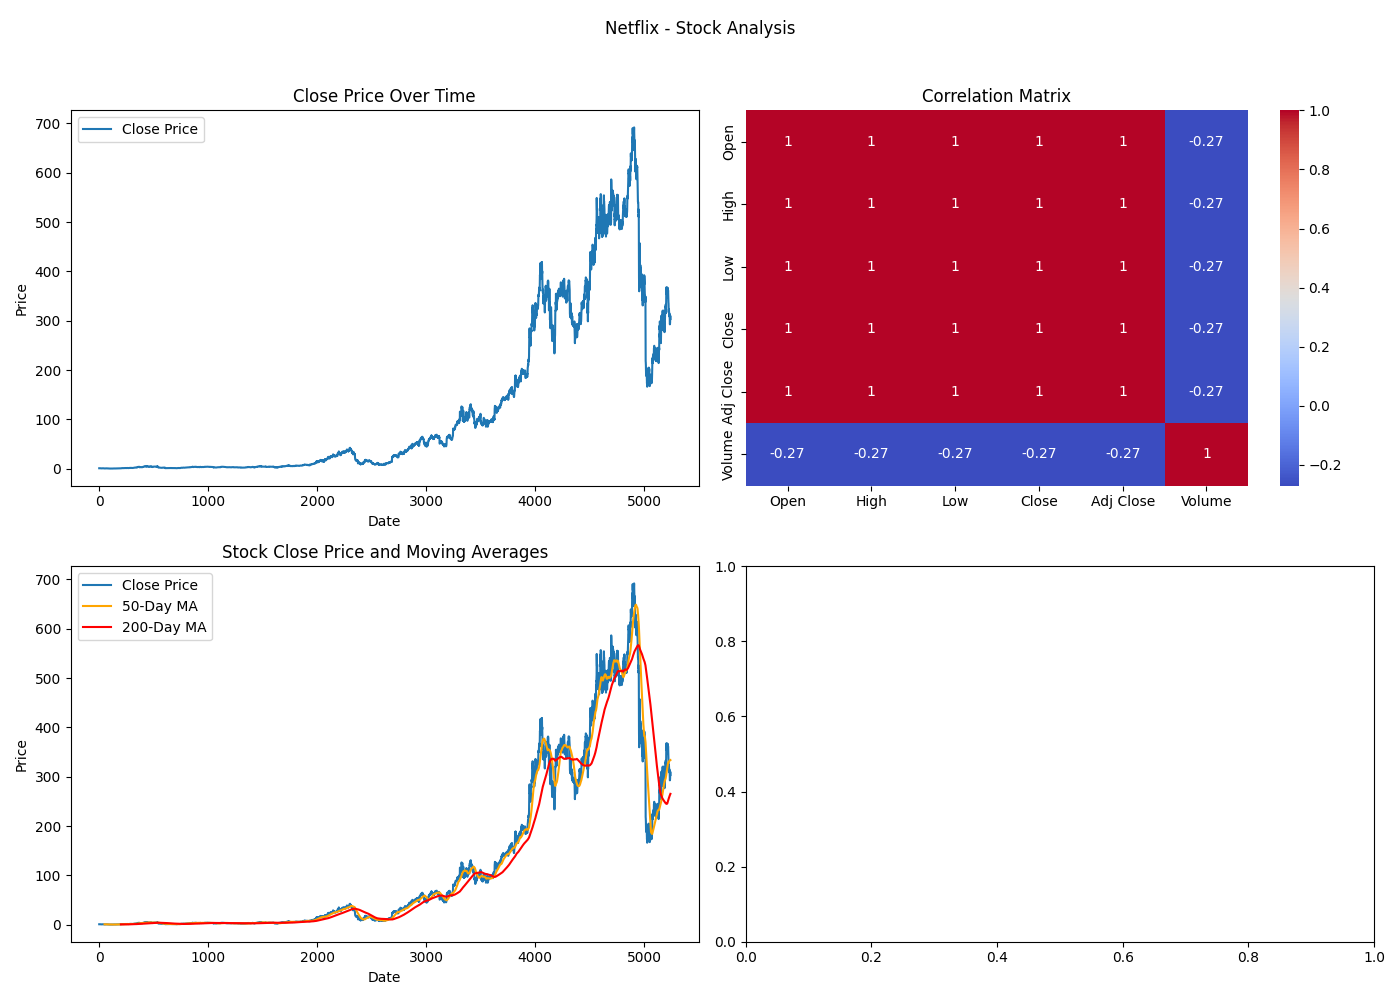 Netflix - Stock Analysis
Close Price Over Time
Close Price
700
600
500
400
300
200
100
0
Price
0 1000 2000 3000 4000 5000
Date
Correlation Matrix
Open 1 1 1 1 1 -0.27
High 1 1 1 1 1 -0.27
Low 1 1 1 1 1 -0.27
Close 1 1 1 1 1 -0.27
Adj Close 1 1 1 1 1 -0.27
Volume -0.27 -0.27 -0.27 -0.27 -0.27 1
Open High Low Close Adj Close Volume
1.0
0.8
0.6
0.4
0.2
0.0
−0.2
Stock Close Price and Moving Averages
Close Price
50-Day MA
200-Day MA
700
600
500
400
300
200
100
0
Price
0 1000 2000 3000 4000 5000
Date
1.0
0.8
0.6
0.4
0.2
0.0
0.0 0.2 0.4 0.6 0.8 1.0